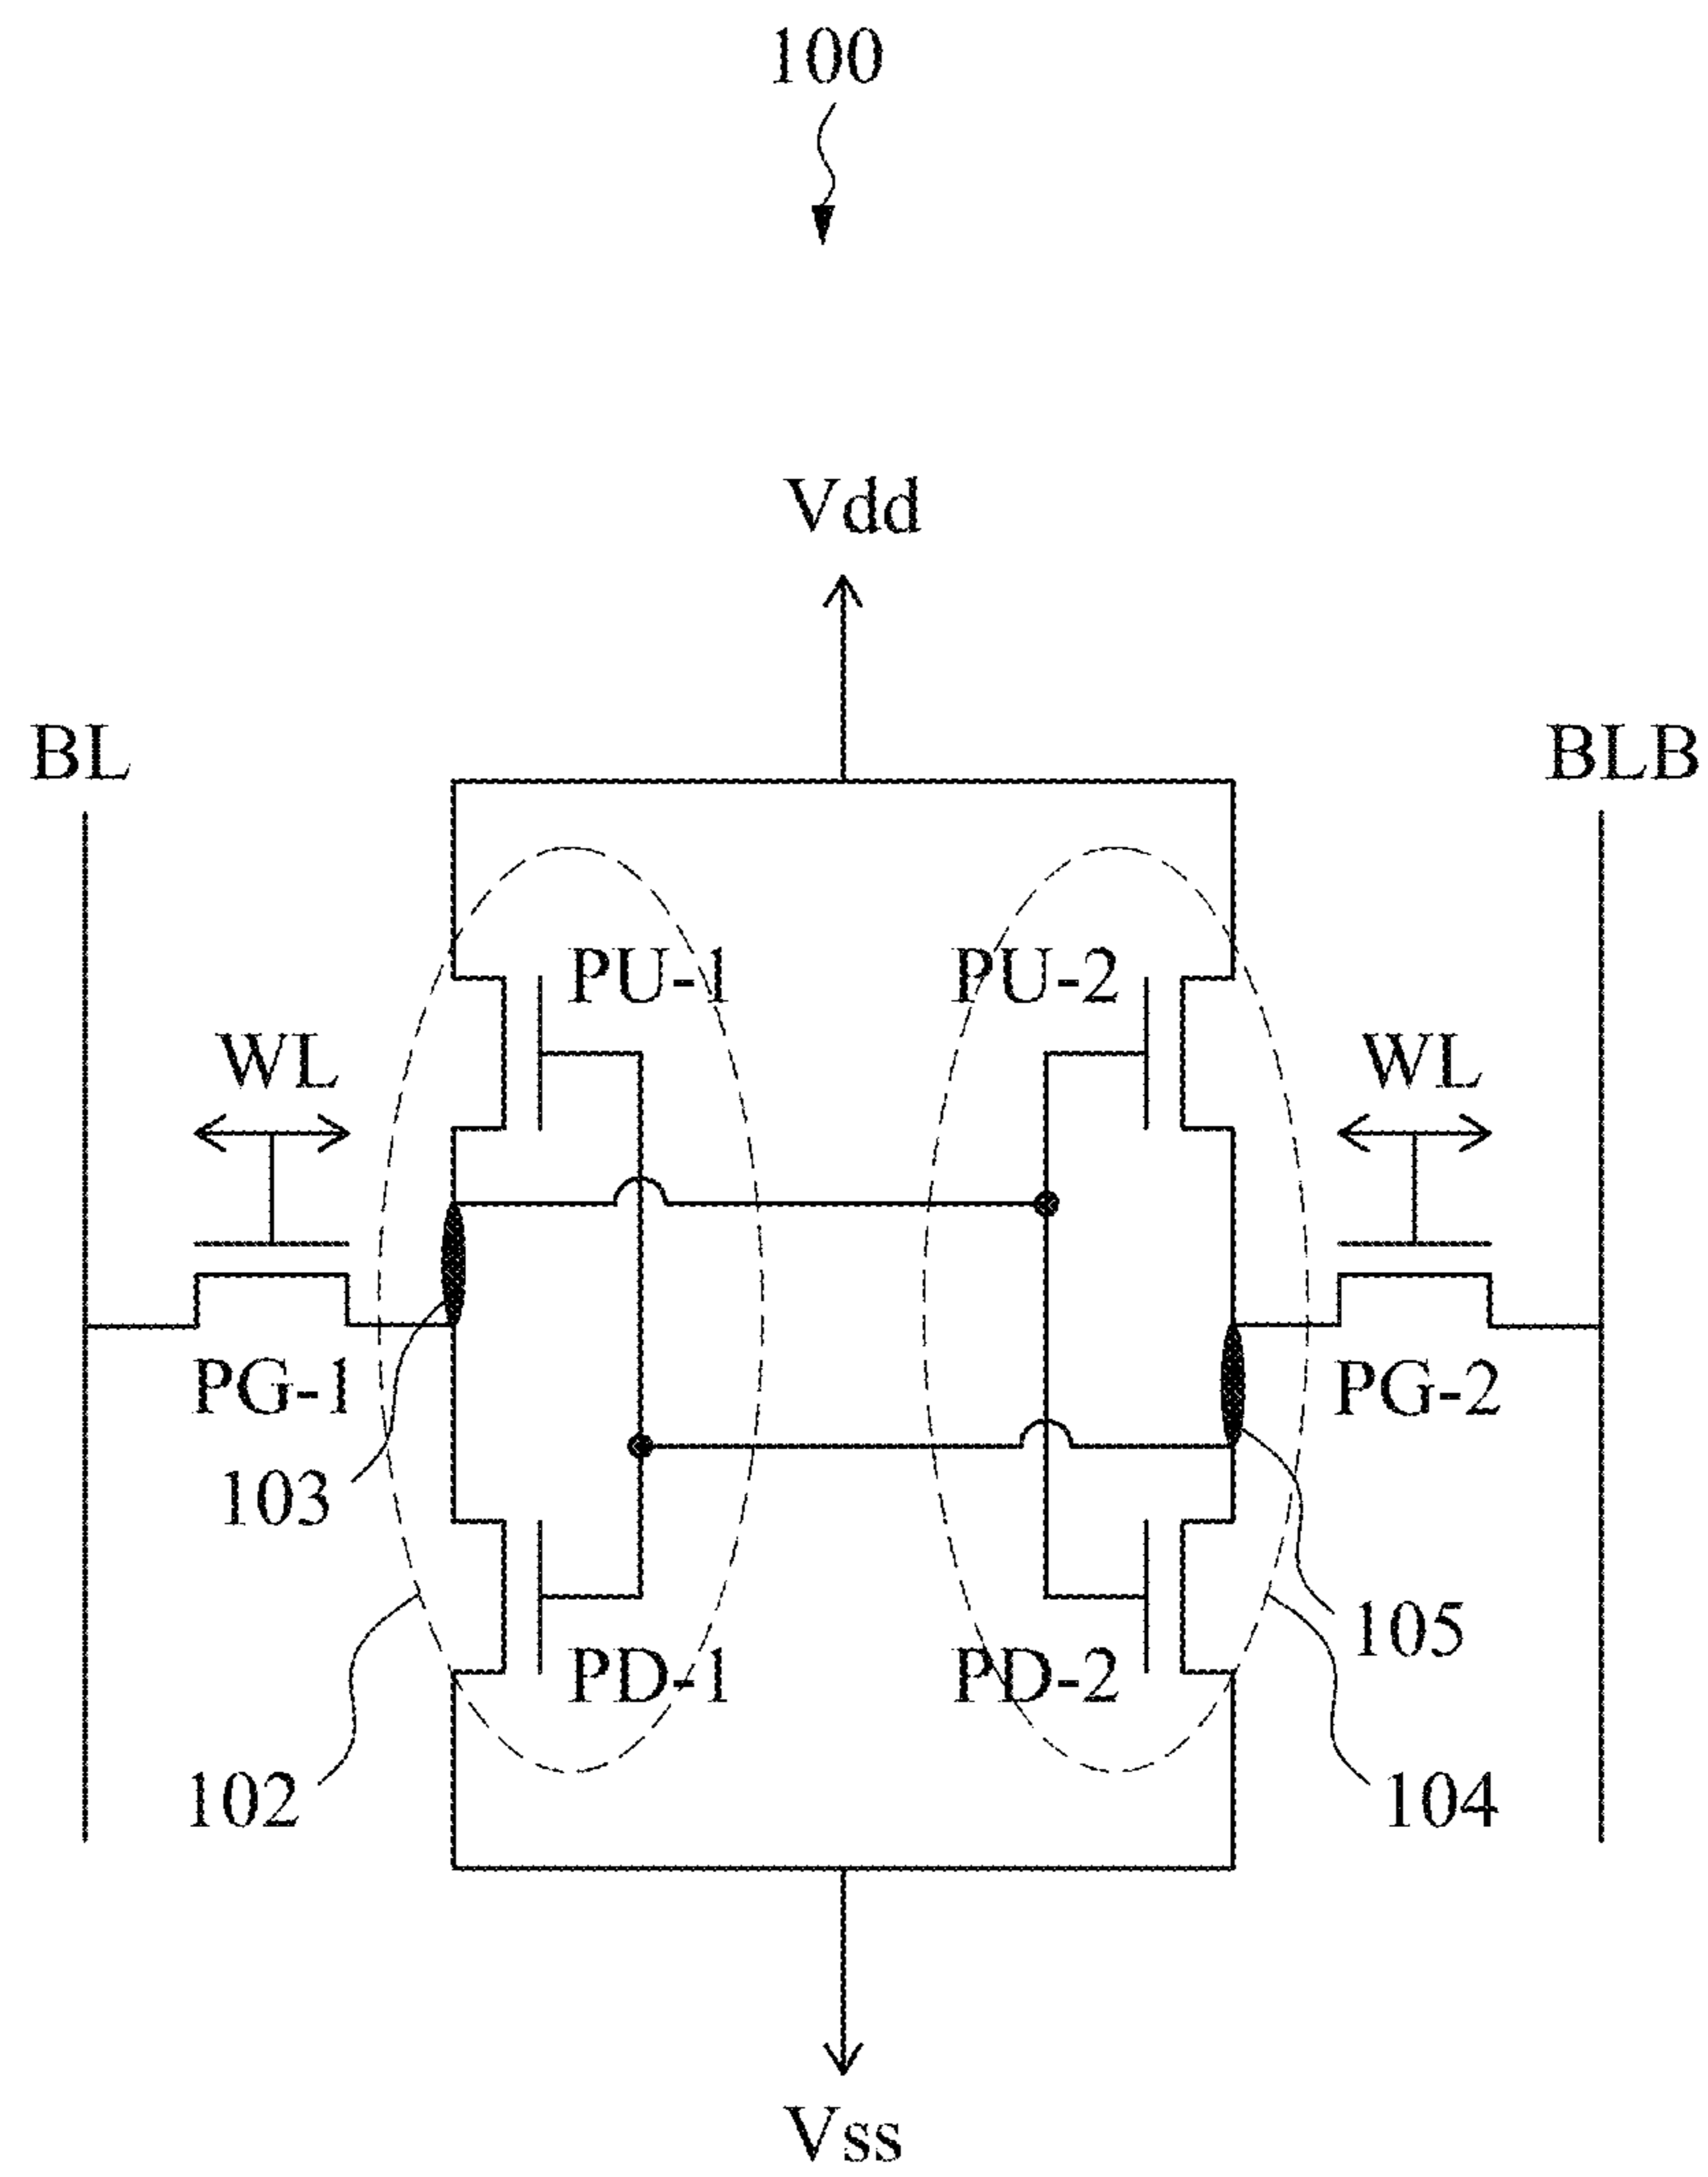 100
Vdd
BL
BLB
PU-1
PU-2
WL
WL
PG-1
PG-2
103
105
PD-1
PD-2
102
104
Vss